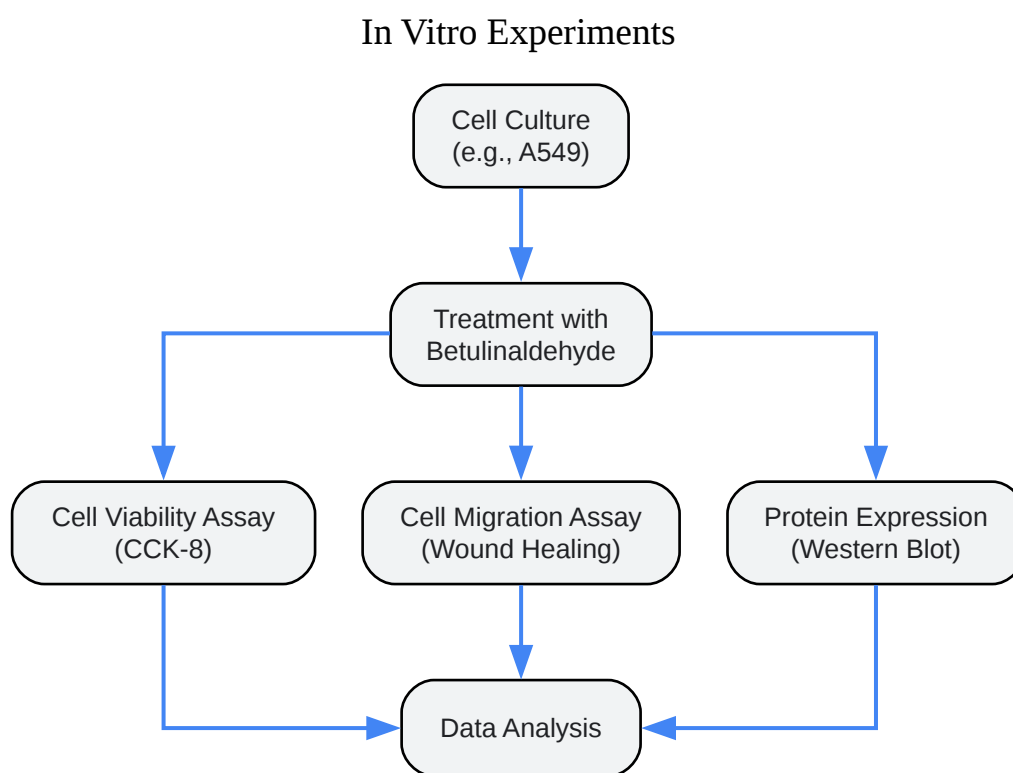 In Vitro Experiments
Cell Culture
(e.g., A549)
Treatment with
Betulinaldehyde
Cell Viability Assay
(CCK-8)
Cell Migration Assay
(Wound Healing)
Protein Expression
(Western Blot)
Data Analysis